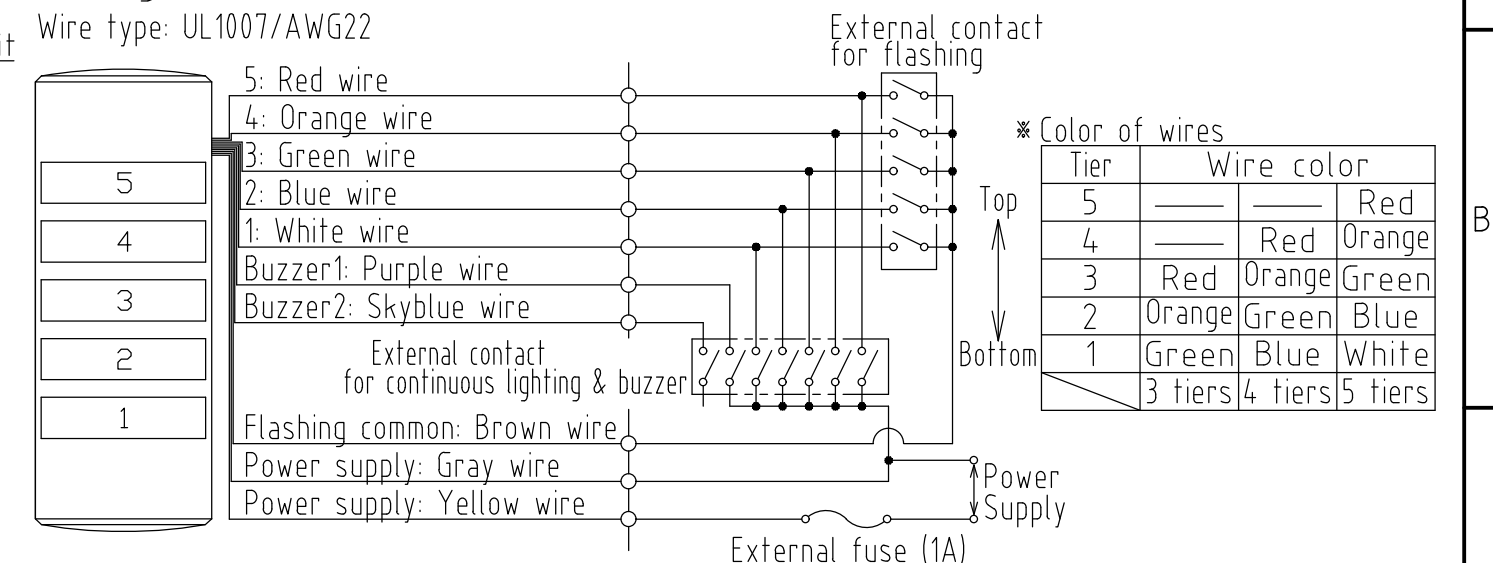 it
Wire type: UL1007/AWG22
External contact
for flashing
5: Red wire
4: Orange wire
3: Green wire
2: Blue wire
1: White wire
Buzzer1: Purple wire
Buzzer2: Skyblue wire
External contact
for continuous lighting & buzzer
Flashing common: Brown wire
Power supply: Gray wire
Power supply: Yellow wire
External fuse (1A)
Power
Supply
5
4
3
2
1
Top
Bottom
※ Color of wires
Tier Wire color
5 —— —— Red
4 —— Red Orange
3 Red Orange Green
2 Orange Green Blue
1 Green Blue White
3 tiers 4 tiers 5 tiers
B